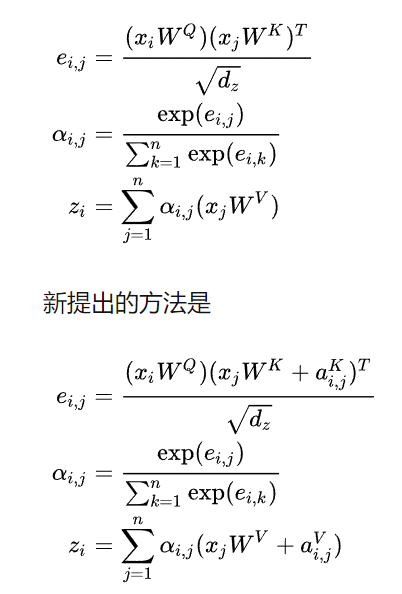 $e_{i,j} = \frac{(x_i W^Q)(x_j W^K)^T}{\sqrt{d_z}}$
$\alpha_{i,j} = \frac{\exp(e_{i,j})}{\sum_{k=1}^{n} \exp(e_{i,k})}$
$z_i = \sum_{j=1}^{n} \alpha_{i,j}(x_j W^V)$
新提出的方法是
$e_{i,j} = \frac{(x_i W^Q)(x_j W^K + a_{i,j}^K)^T}{\sqrt{d_z}}$
$\alpha_{i,j} = \frac{\exp(e_{i,j})}{\sum_{k=1}^{n} \exp(e_{i,k})}$
$z_i = \sum_{j=1}^{n} \alpha_{i,j}(x_j W^V + a_{i,j}^V)$